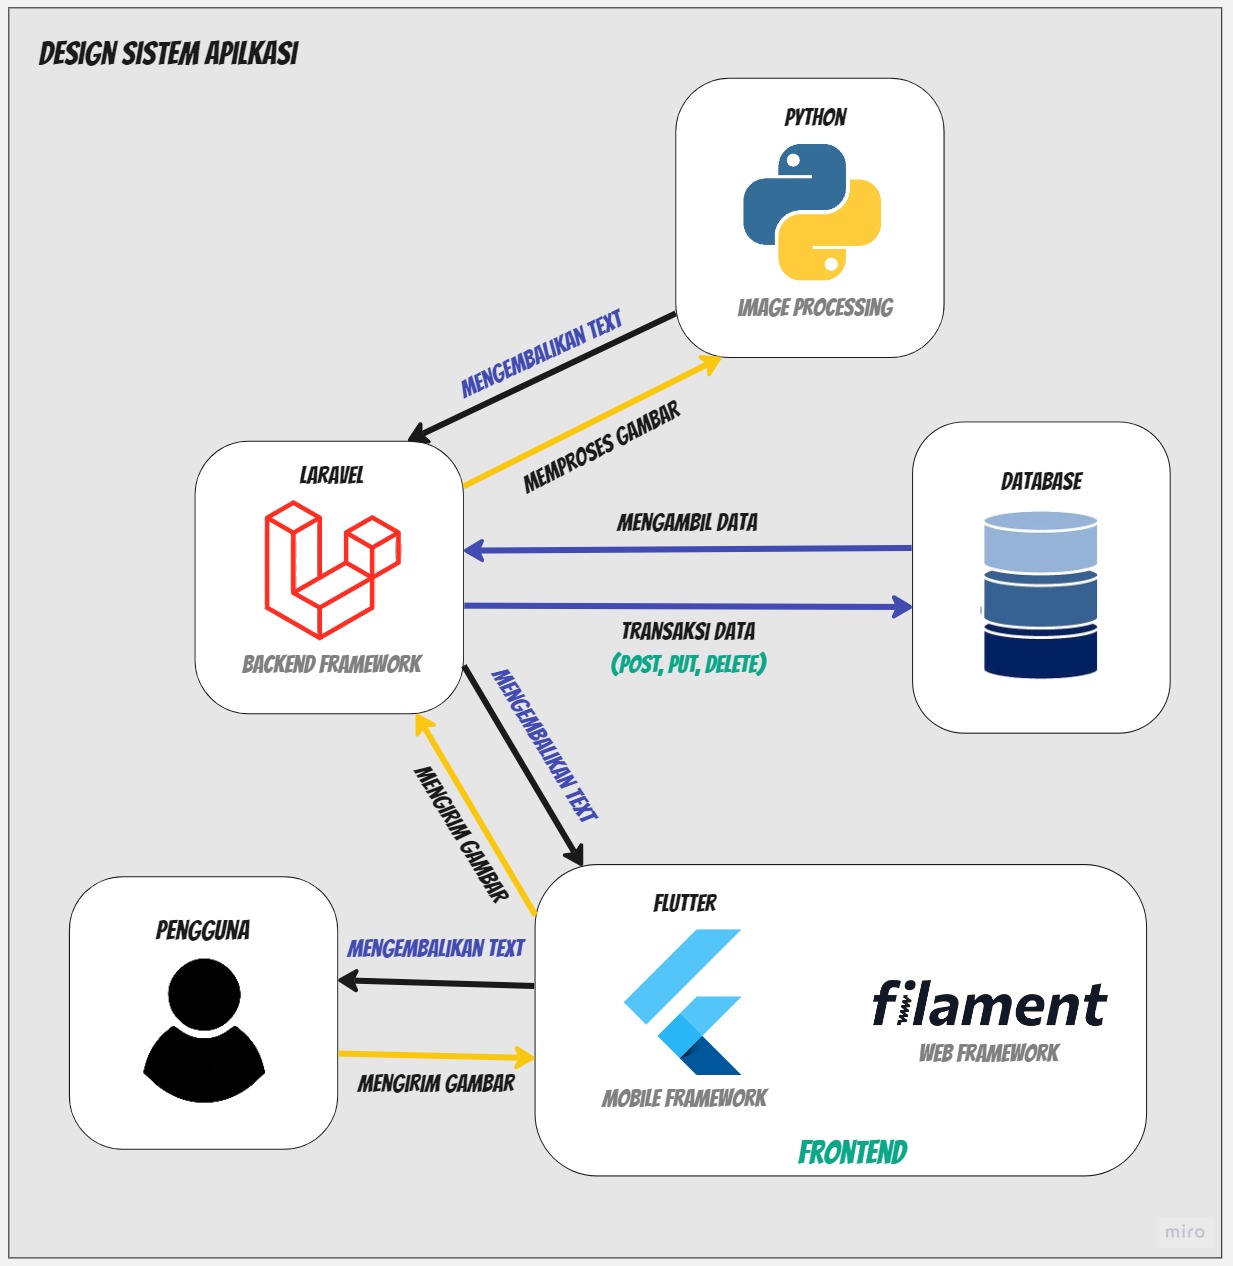 DESIGN SISTEM APILKASI
PYTHON
IMAGE PROCESSING
MENGEMBALIKAN TEXT
MEMPROSES GAMBAR
LARAVEL
BACKEND FRAMEWORK
DATABASE
MENGAMBIL DATA
TRANSAKSI DATA
(POST, PUT, DELETE)
MENGEMBALIKAN TEXT
MENGIRIM GAMBAR
PENGGUNA
MENGEMBALIKAN TEXT
MENGIRIM GAMBAR
FLUTTER
MOBILE FRAMEWORK
filament
WEB FRAMEWORK
FRONTEND
miro